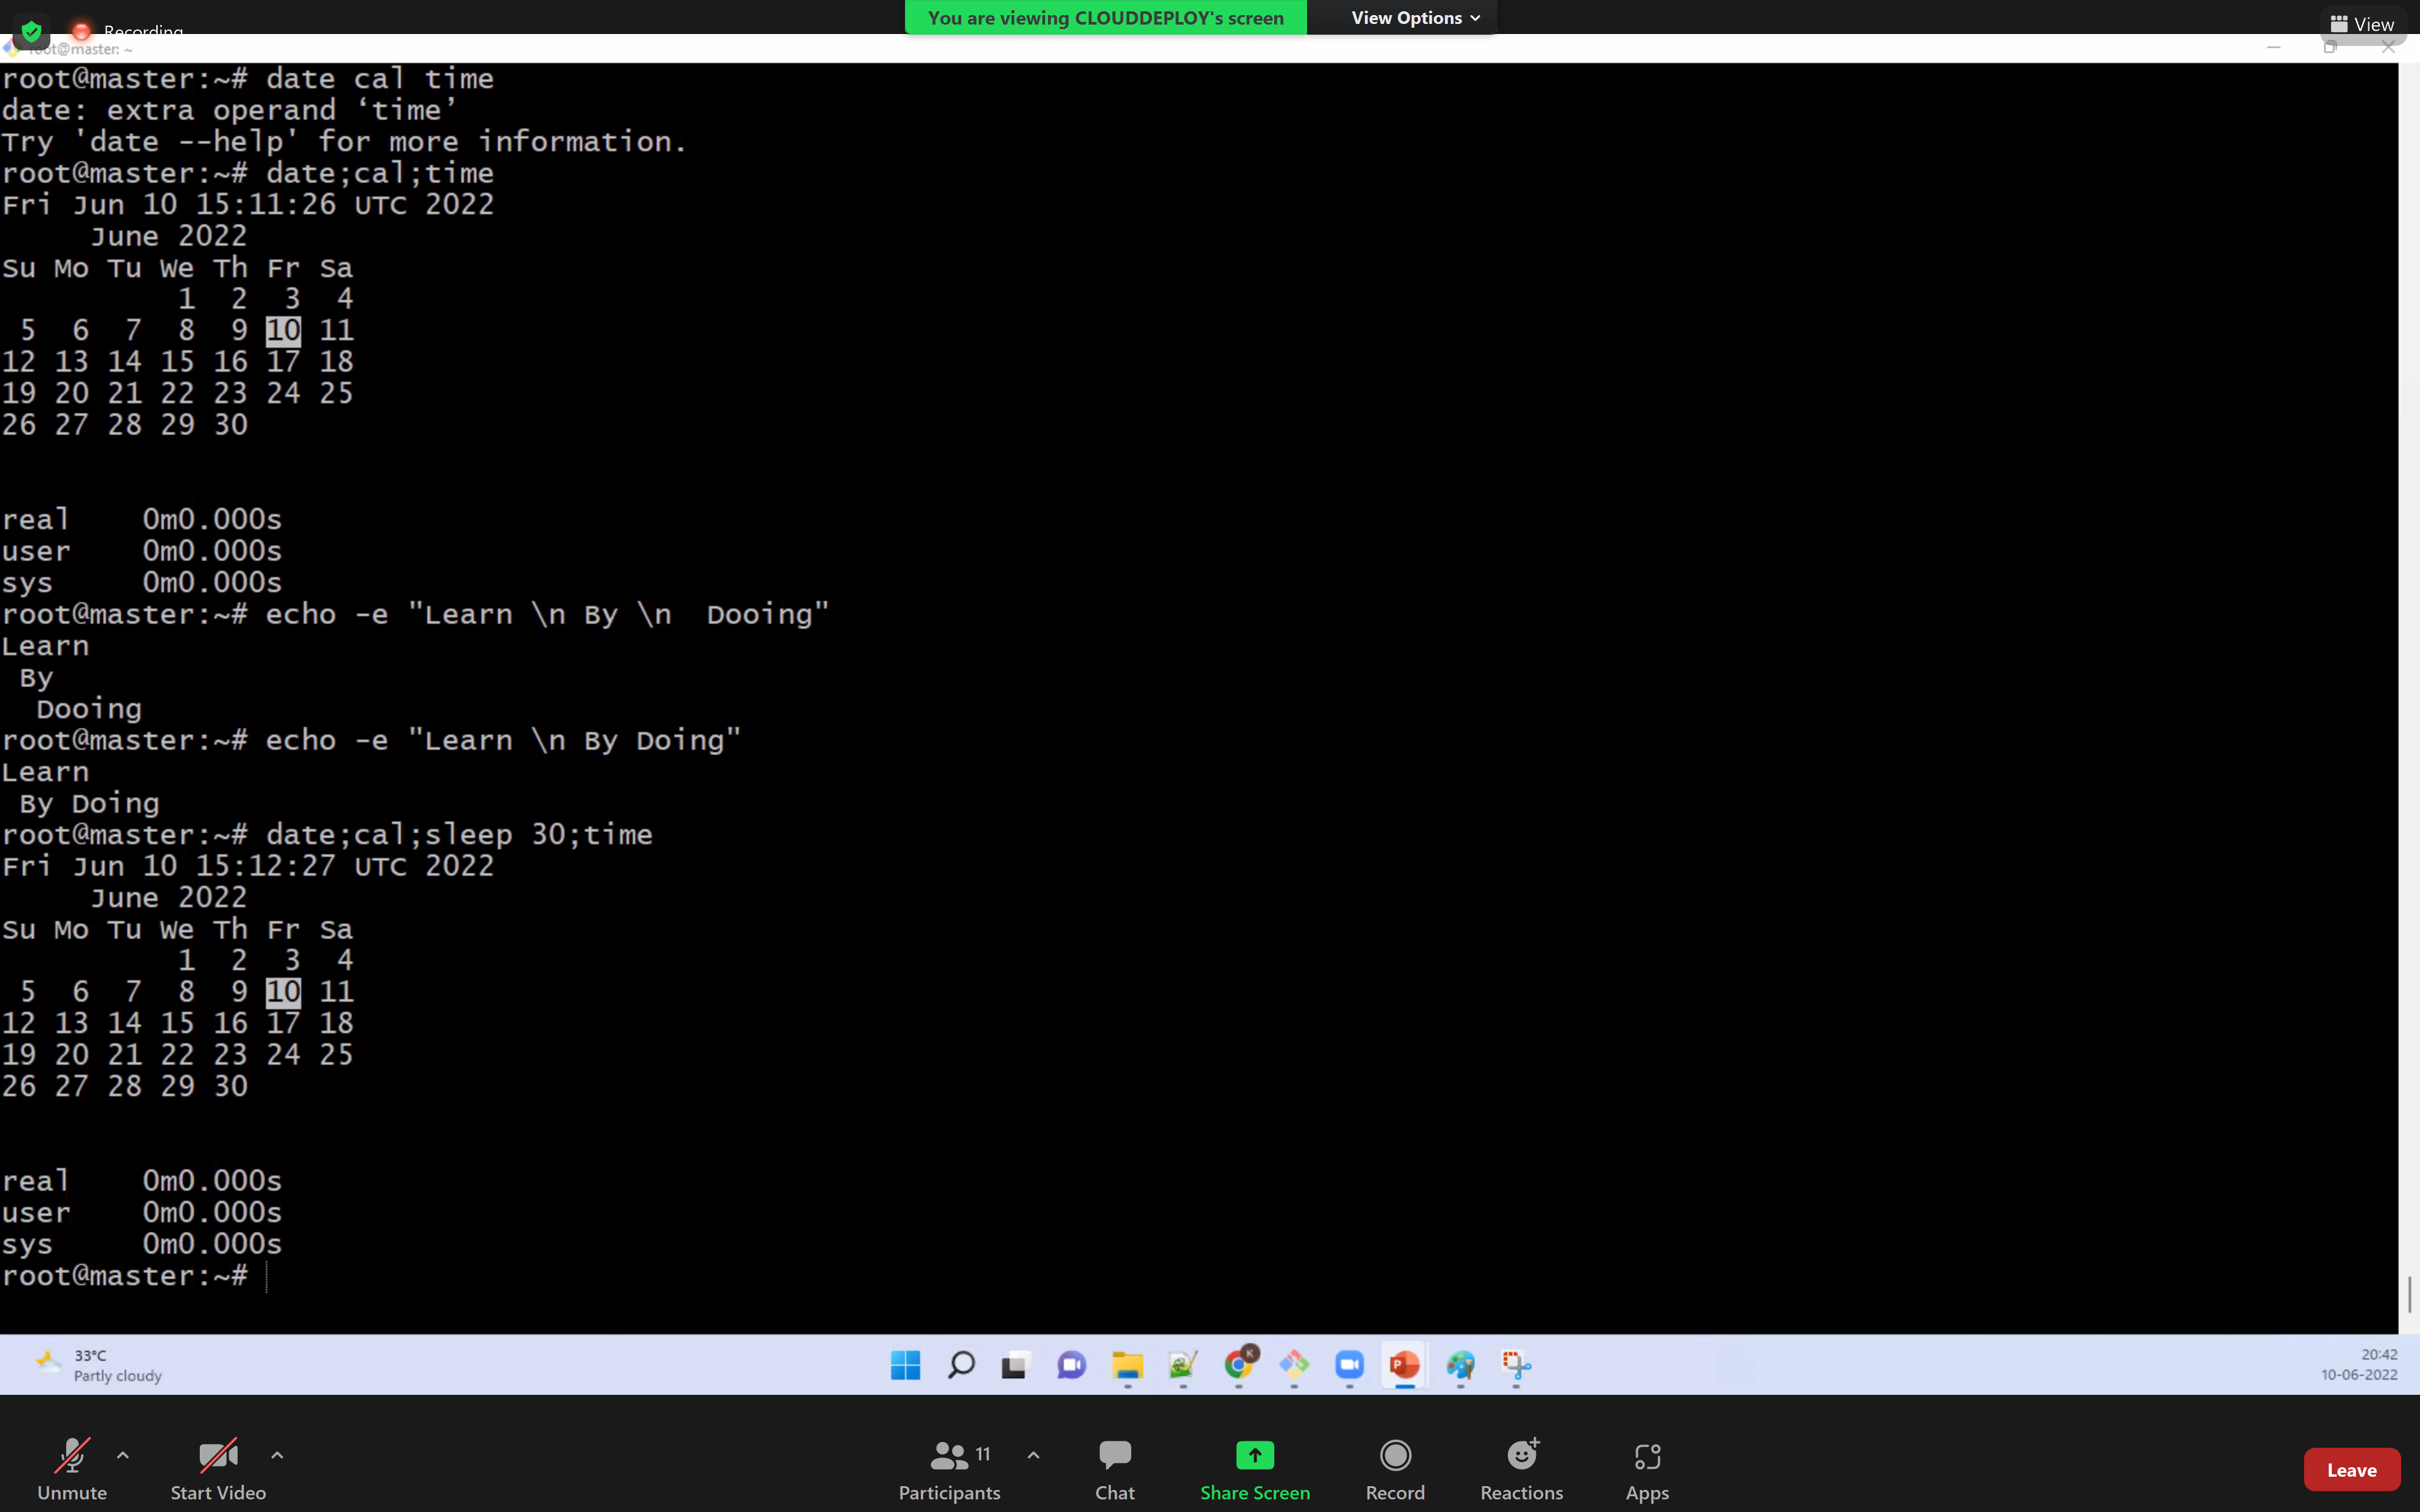 You are viewing CLOUDDEPLOY's screen View Options
Recording
View
root@master: ~
root@master:~# date cal time
date: extra operand ‘time’
Try 'date --help' for more information.
root@master:~# date;cal;time
Fri Jun 10 15:11:26 UTC 2022
     June 2022
Su Mo Tu We Th Fr Sa
          1  2  3  4
 5  6  7  8  9 10 11
12 13 14 15 16 17 18
19 20 21 22 23 24 25
26 27 28 29 30
real    0m0.000s
user    0m0.000s
sys     0m0.000s
root@master:~# echo -e "Learn \n By \n  Dooing"
Learn
 By
  Dooing
root@master:~# echo -e "Learn \n By Doing"
Learn
 By Doing
root@master:~# date;cal;sleep 30;time
Fri Jun 10 15:12:27 UTC 2022
     June 2022
Su Mo Tu We Th Fr Sa
          1  2  3  4
 5  6  7  8  9 10 11
12 13 14 15 16 17 18
19 20 21 22 23 24 25
26 27 28 29 30
real    0m0.000s
user    0m0.000s
sys     0m0.000s
root@master:~#
33°C
Partly cloudy
K
P
20:42
10-06-2022
11
Unmute Start Video Participants Chat Share Screen Record Reactions Apps Leave